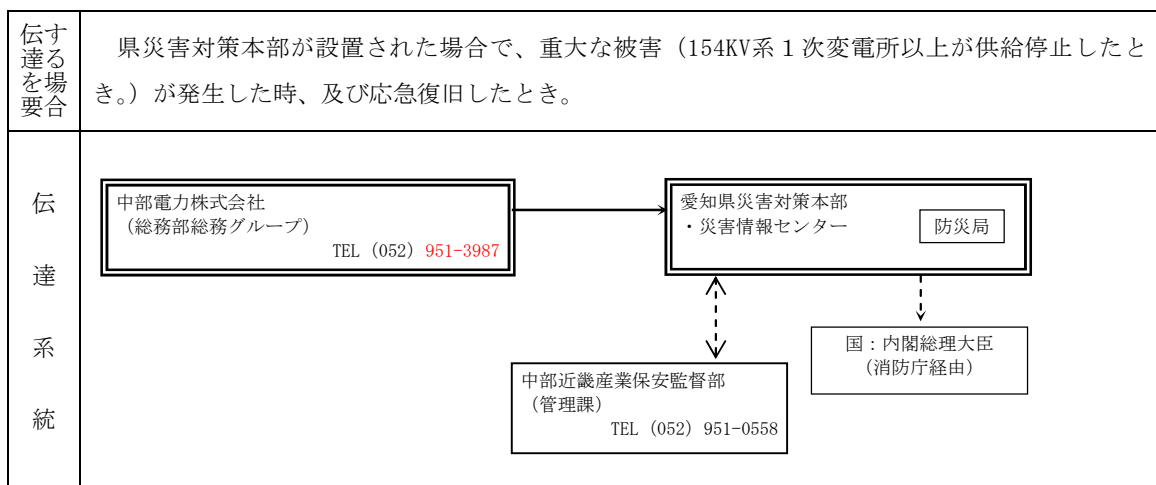 伝達を要する場合
県災害対策本部が設置された場合で、重大な被害（154KV系１次変電所以上が供給停止したと
き。）が発生した時、及び応急復旧したとき。
伝達系統
中部電力株式会社
（総務部総務グループ）
TEL（052）951-3987
愛知県災害対策本部
・災害情報センター
防災局
国：内閣総理大臣
（消防庁経由）
中部近畿産業保安監督部
（管理課）
TEL（052）951-0558